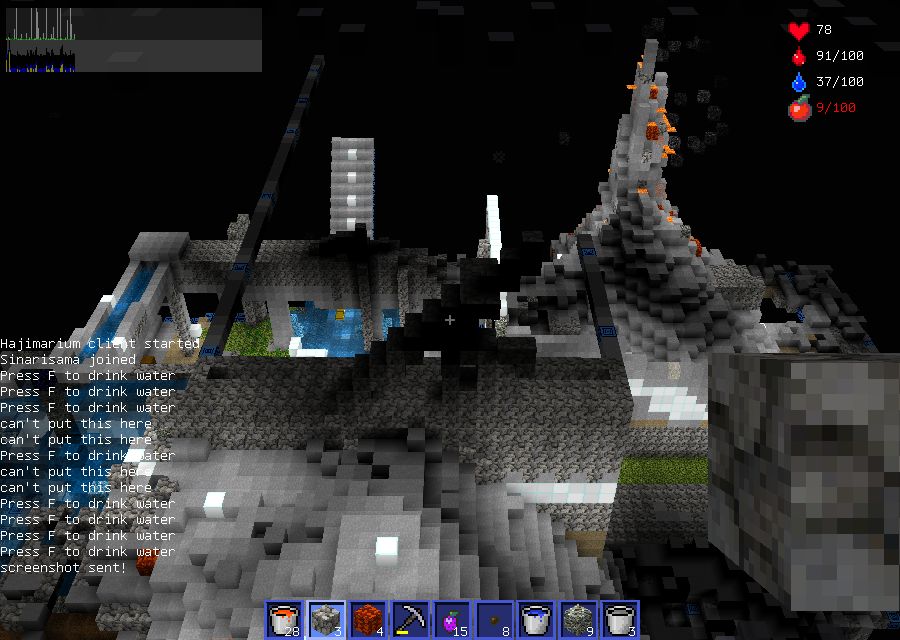 78
91/100
37/100
9/100
Hajimarium client started
Sinarisama joined
Press F to drink water
Press F to drink water
Press F to drink water
can't put this here
can't put this here
Press F to drink water
can't put this here
can't put this here
Press F to drink water
Press F to drink water
Press F to drink water
Press F to drink water
screenshot sent!
28 3 4 15 8 9 3